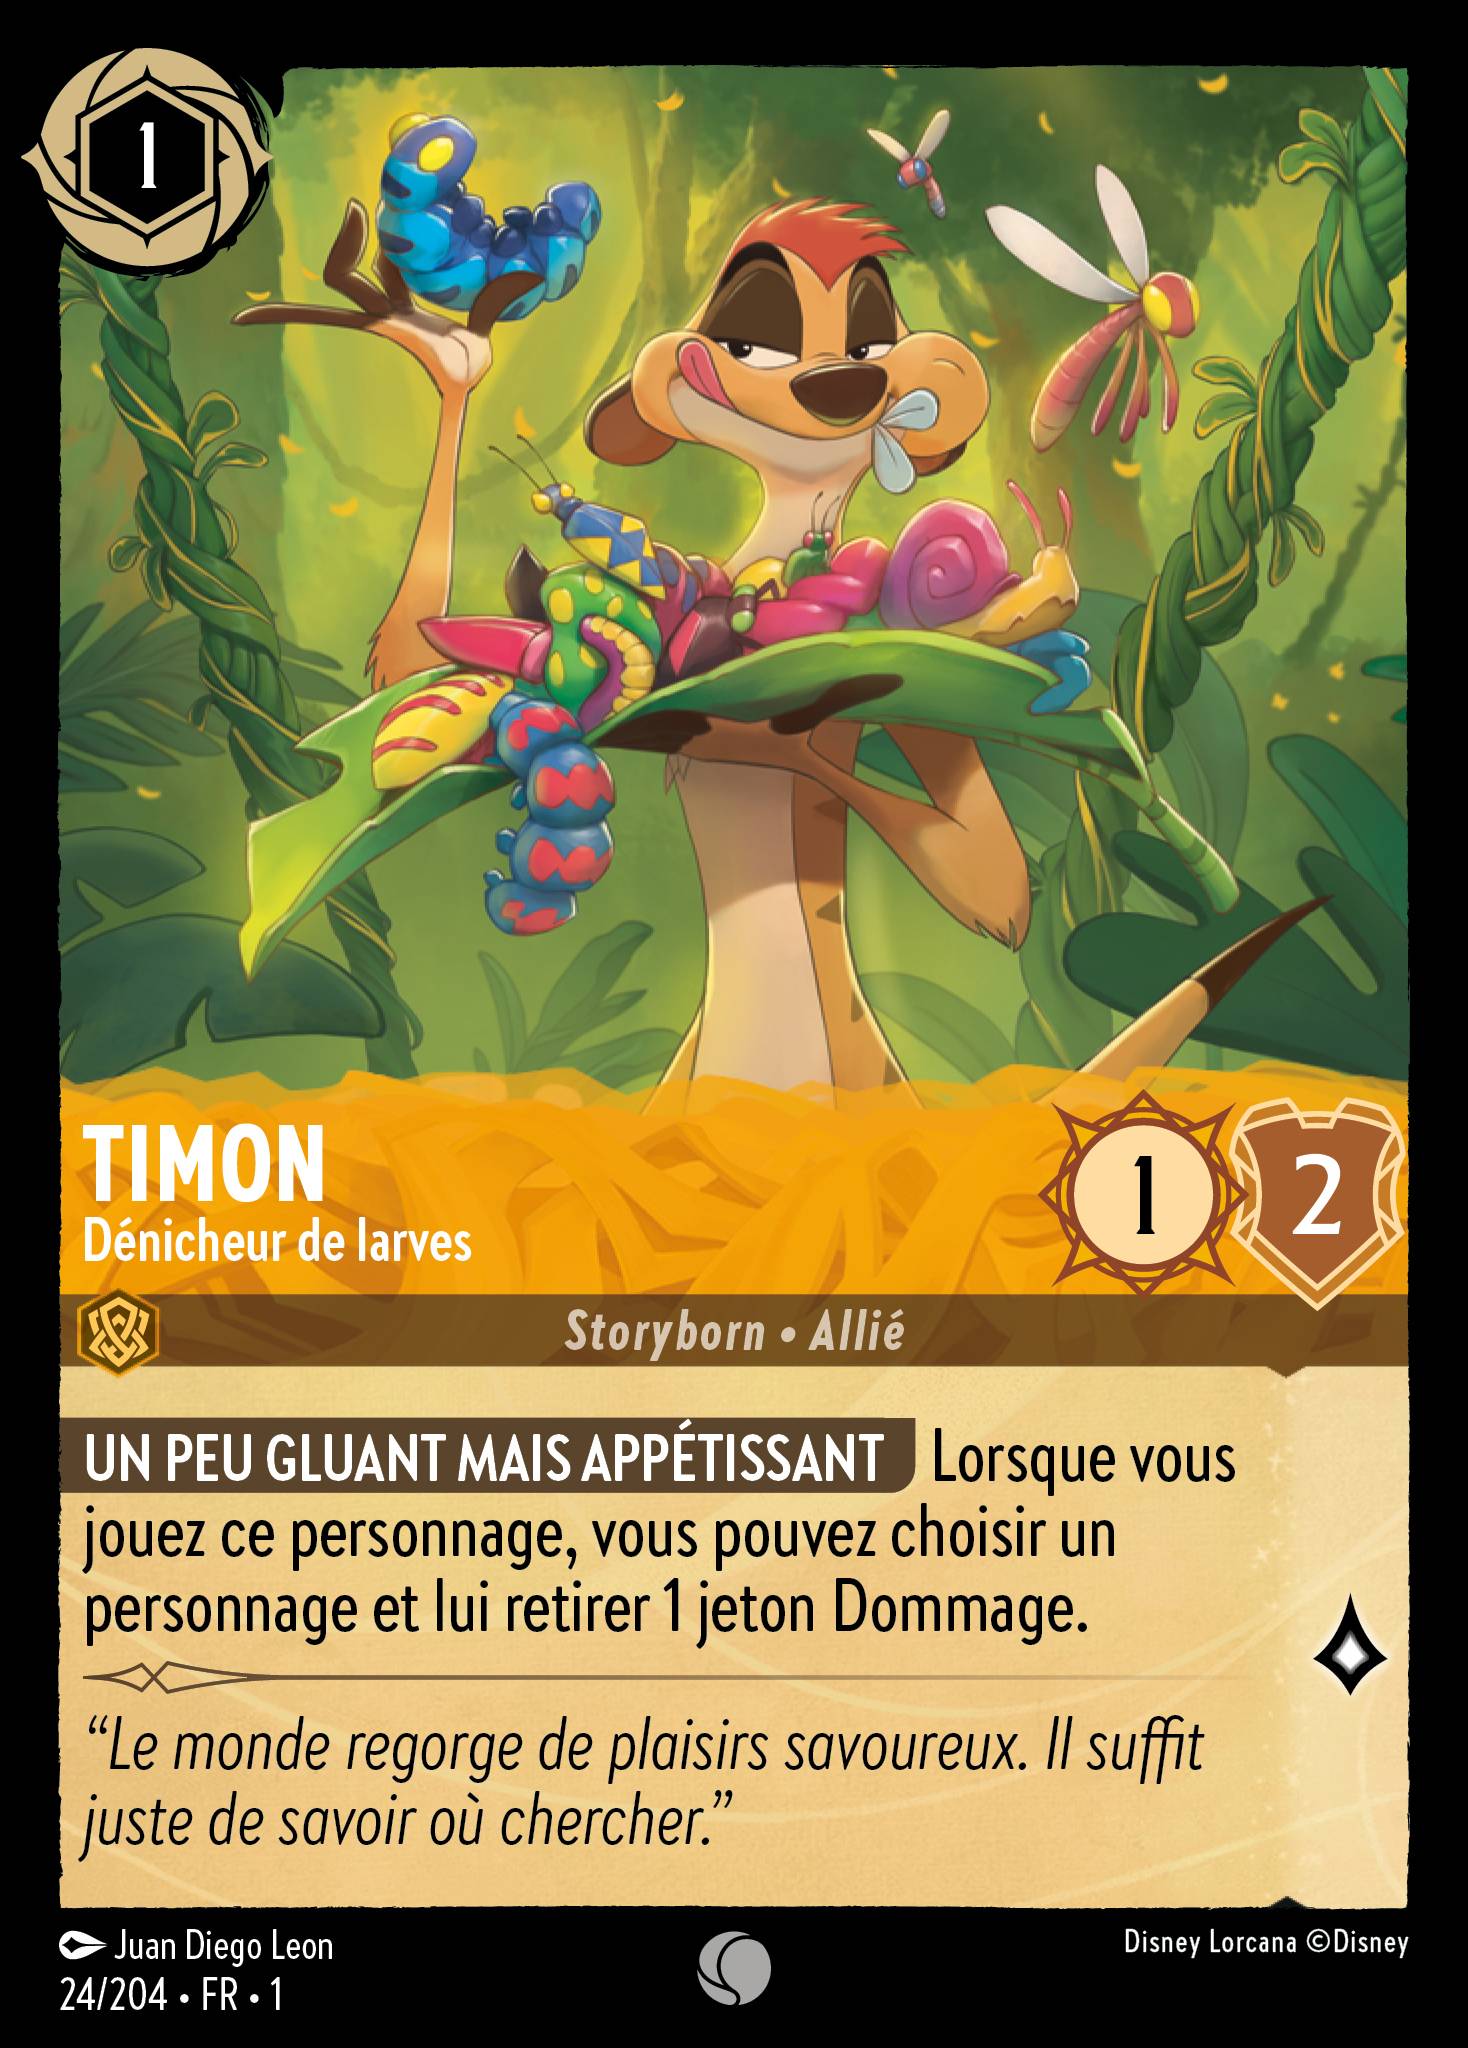 1
TIMON
Dénicheur de larves
1
2
Storyborn • Allié
UN PEU GLUANT MAIS APPÉTISSANT Lorsque vous
jouez ce personnage, vous pouvez choisir un
personnage et lui retirer 1 jeton Dommage.
“Le monde regorge de plaisirs savoureux. Il suffit
juste de savoir où chercher.”
Juan Diego Leon
Disney Lorcana ©Disney
24/204 • FR • 1